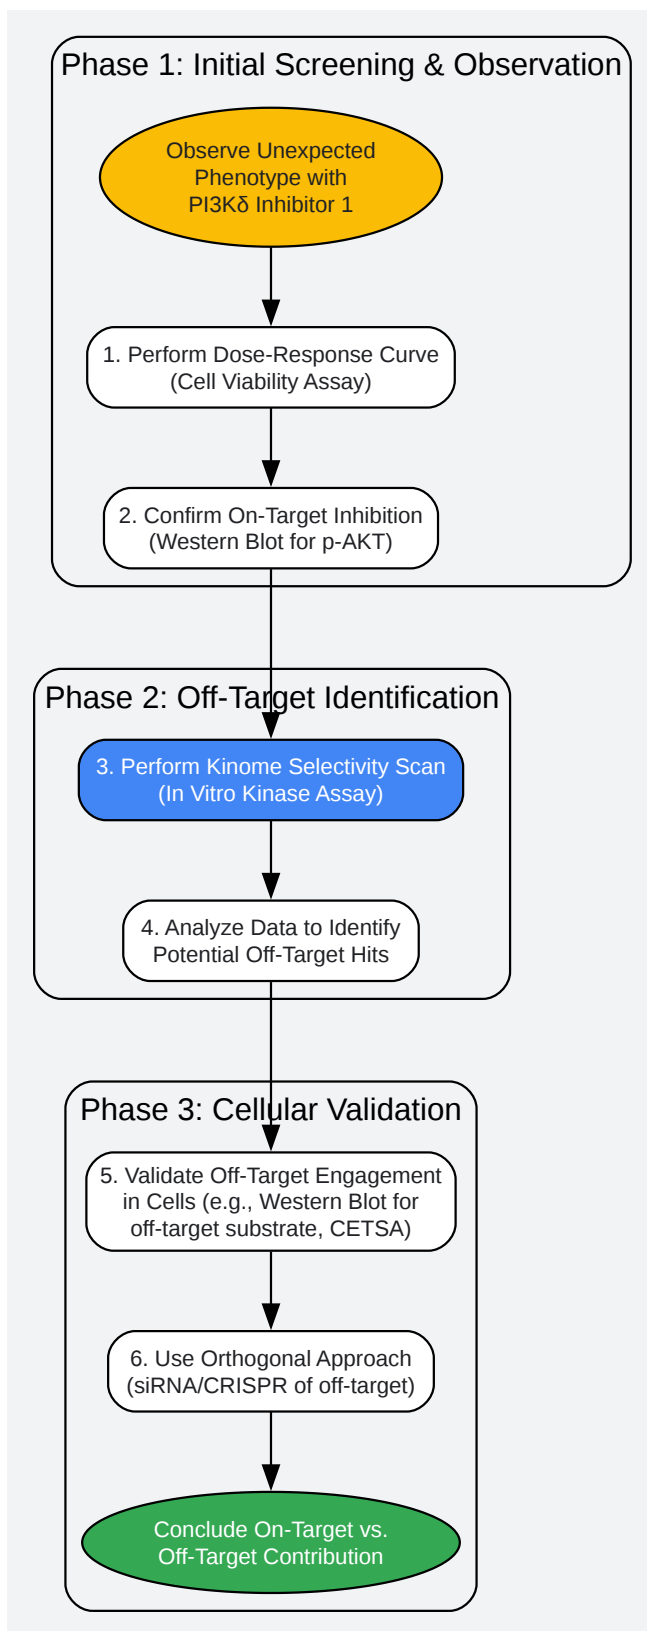 Phase 1: Initial Screening & Observation
Observe Unexpected
Phenotype with
PI3Kδ Inhibitor 1
1. Perform Dose-Response Curve
(Cell Viability Assay)
2. Confirm On-Target Inhibition
(Western Blot for p-AKT)
Phase 2: Off-Target Identification
3. Perform Kinome Selectivity Scan
(In Vitro Kinase Assay)
4. Analyze Data to Identify
Potential Off-Target Hits
Phase 3: Cellular Validation
5. Validate Off-Target Engagement
in Cells (e.g., Western Blot for
off-target substrate, CETSA)
6. Use Orthogonal Approach
(siRNA/CRISPR of off-target)
Conclude On-Target vs.
Off-Target Contribution